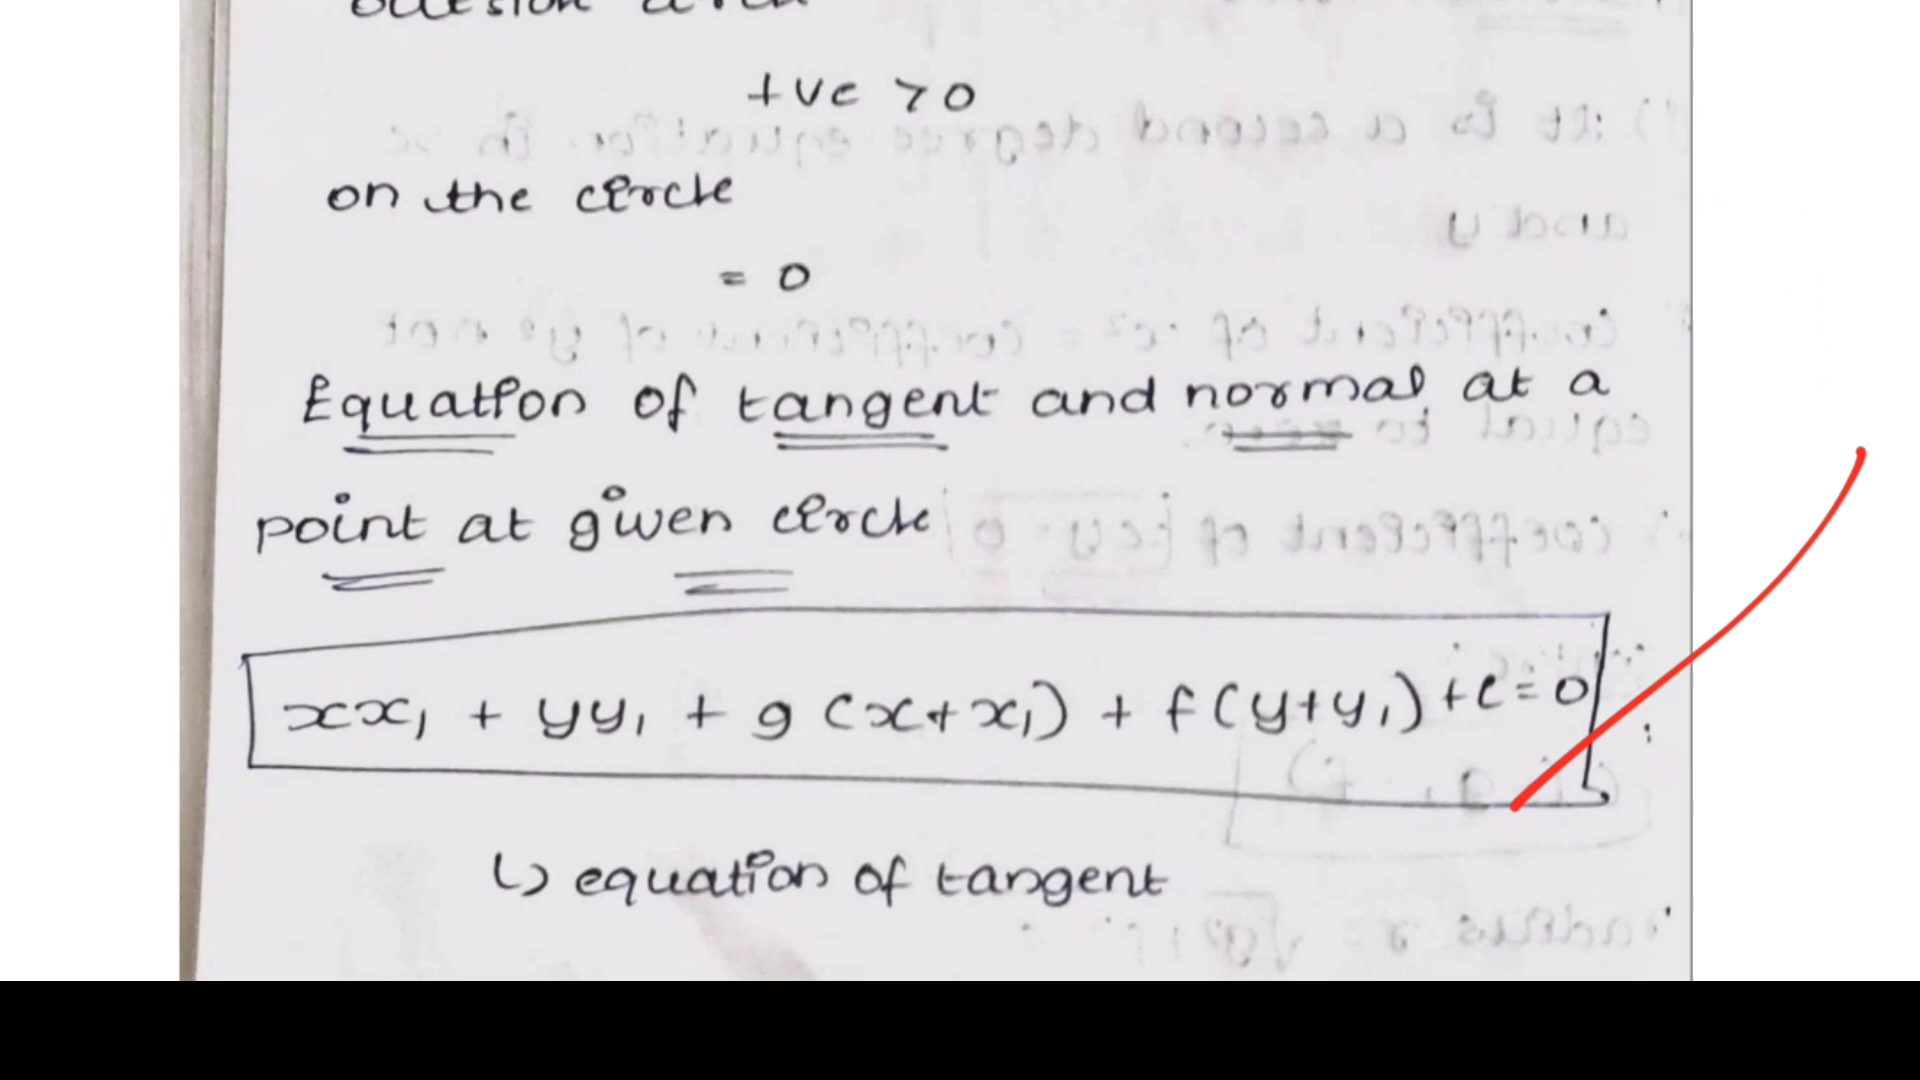 +ve > 0
on the circle
= 0
Equation of tangent and normal at a
point at given circle
xx₁ + yy₁ + g (x+x₁) + f(y+y₁) + c = 0
↳ equation of tangent